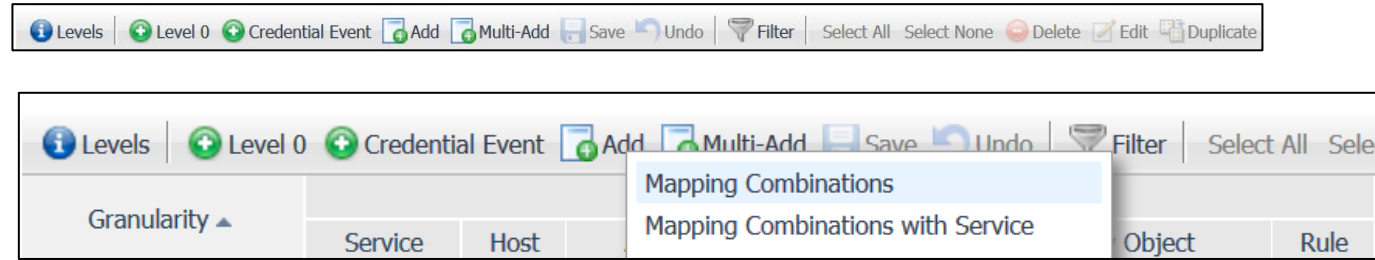 Levels Level 0 Credential Event Add Multi-Add Save Undo Filter Select All Select None Delete Edit Duplicate
Levels Level 0 Credential Event Add Multi-Add Save Undo Filter Select All Sele
Mapping Combinations
Granularity
Mapping Combinations with Service
Service Host Object Rule